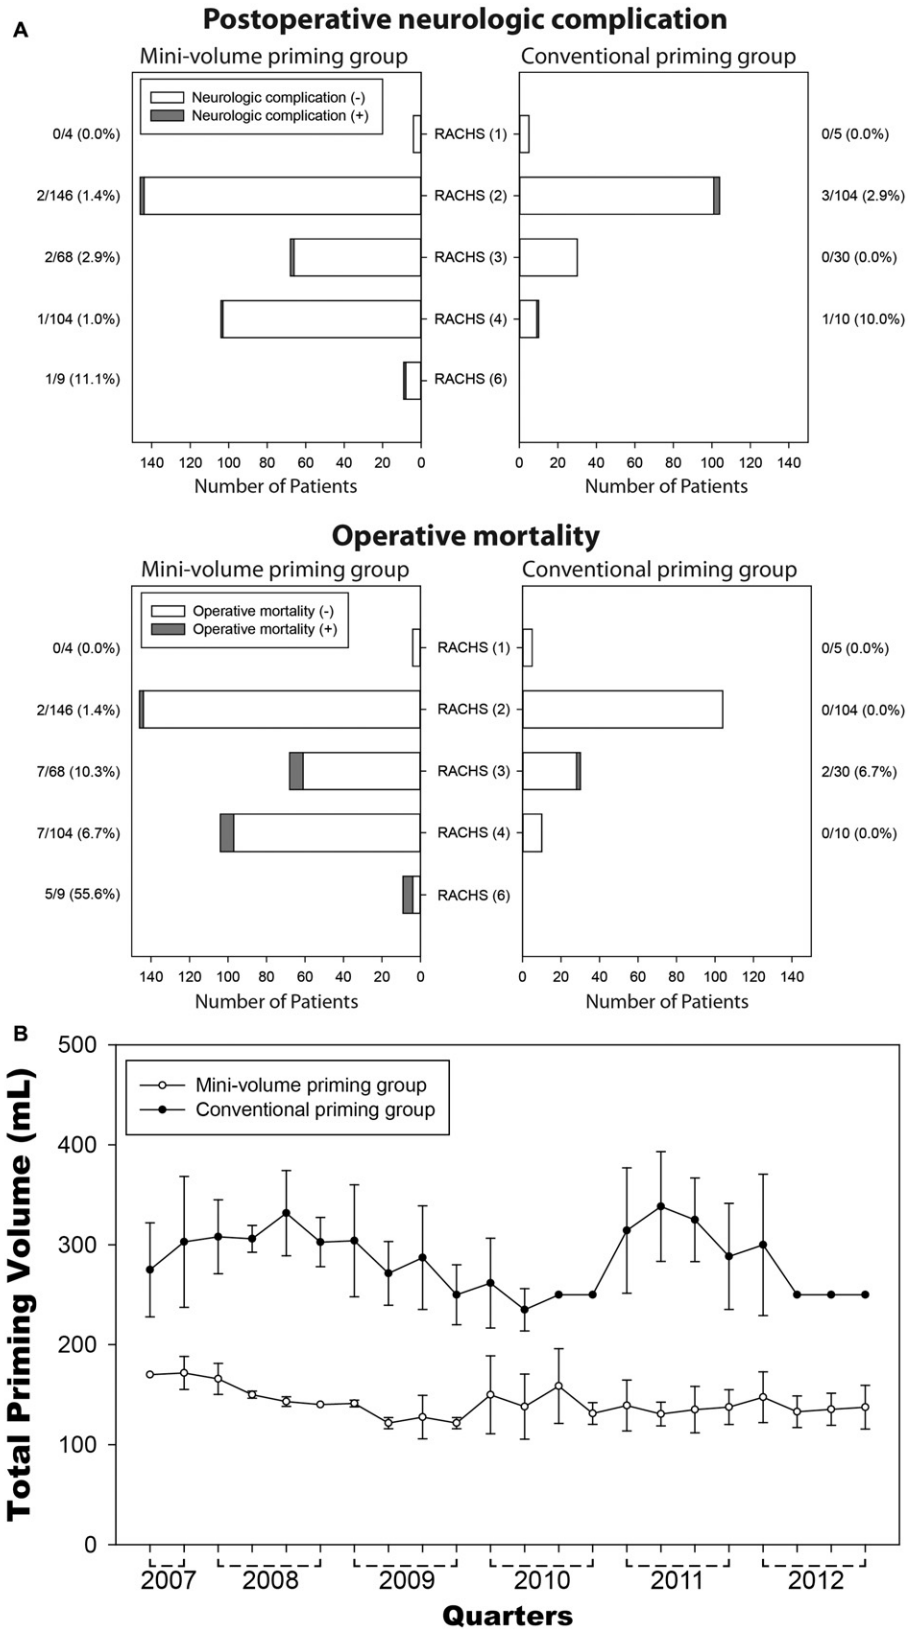 A
Postoperative neurologic complication
Mini-volume priming group
Conventional priming group
Neurologic complication (-)
Neurologic complication (+)
0/4 (0.0%) RACHS (1) 0/5 (0.0%)
2/146 (1.4%) RACHS (2) 3/104 (2.9%)
2/68 (2.9%) RACHS (3) 0/30 (0.0%)
1/104 (1.0%) RACHS (4) 1/10 (10.0%)
1/9 (11.1%) RACHS (6)
140 120 100 80 60 40 20 0 0 20 40 60 80 100 120 140
Number of Patients Number of Patients
Operative mortality
Mini-volume priming group
Conventional priming group
Operative mortality (-)
Operative mortality (+)
0/4 (0.0%) RACHS (1) 0/5 (0.0%)
2/146 (1.4%) RACHS (2) 0/104 (0.0%)
7/68 (10.3%) RACHS (3) 2/30 (6.7%)
7/104 (6.7%) RACHS (4) 0/10 (0.0%)
5/9 (55.6%) RACHS (6)
140 120 100 80 60 40 20 0 0 20 40 60 80 100 120 140
Number of Patients Number of Patients
B
Total Priming Volume (mL)
500
400
300
200
100
0
Mini-volume priming group
Conventional priming group
2007 2008 2009 2010 2011 2012
Quarters